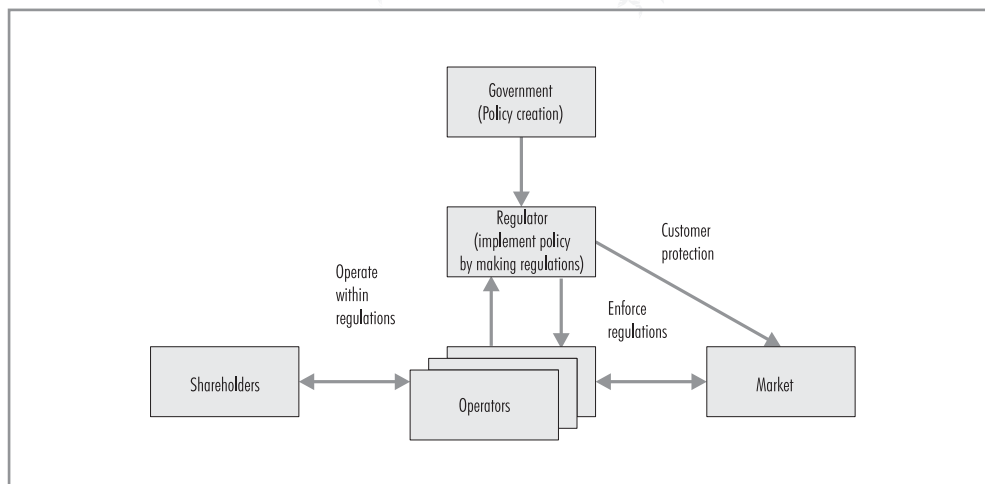 Government
(Policy creation)
Regulator
(implement policy
by making regulations)
Customer
protection
Operate
within
regulations
Enforce
regulations
Shareholders
Operators
Market